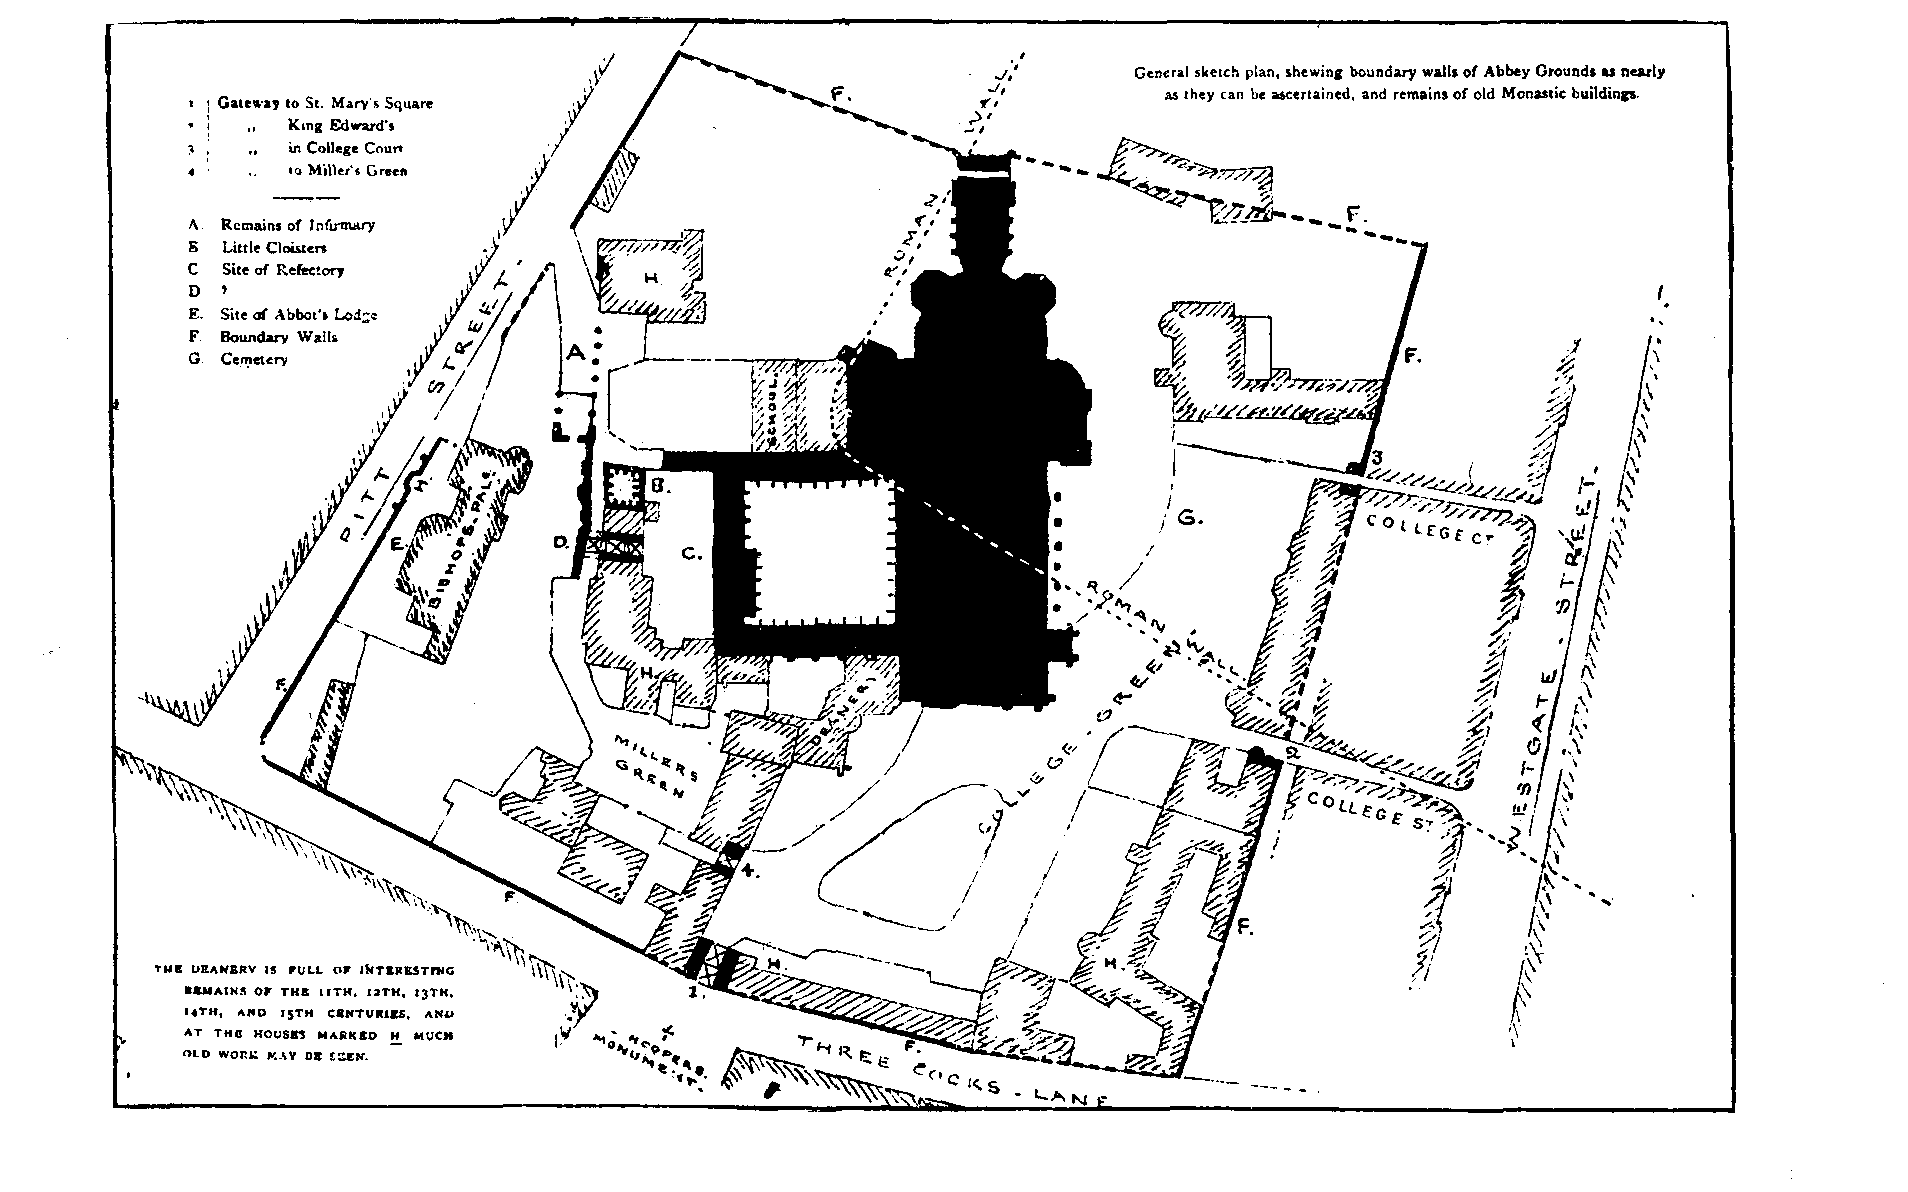 General sketch plan, shewing boundary walls of Abbey Grounds as nearly
as they can be ascertained, and remains of old Monastic buildings.
1 Gateway to St. Mary's Square
„ King Edward's
3 „ in College Court
4 „ to Miller's Green
A. Remains of Infirmary
B Little Cloisters
C Site of Refectory
D ?
E. Site of Abbot's Lodge
F. Boundary Walls
G. Cemetery
F.
ROMAN WALL
F.
H
PITT STREET.
A
SCHOOL
F.
3
B.
H.
G.
COLLEGE CT
D.
C.
E.
BISHOPS-PALE
WESTGATE . STREET.
ROMAN WALL
F.
H.
DEANERY
COLLEGE-GREEN
MILLERS
GREEN
2
COLLEGE ST
4.
F
F.
H.
H.
1.
THE DEANERY IS FULL OF INTERESTING
REMAINS OF THE 11TH, 12TH, 13TH,
14TH, AND 15TH CENTURIES, AND
AT THE HOUSES MARKED H MUCH
OLD WORK MAY BE SEEN.
HOOPERS.
MONUMENT.
F.
THREE COCKS - LANE